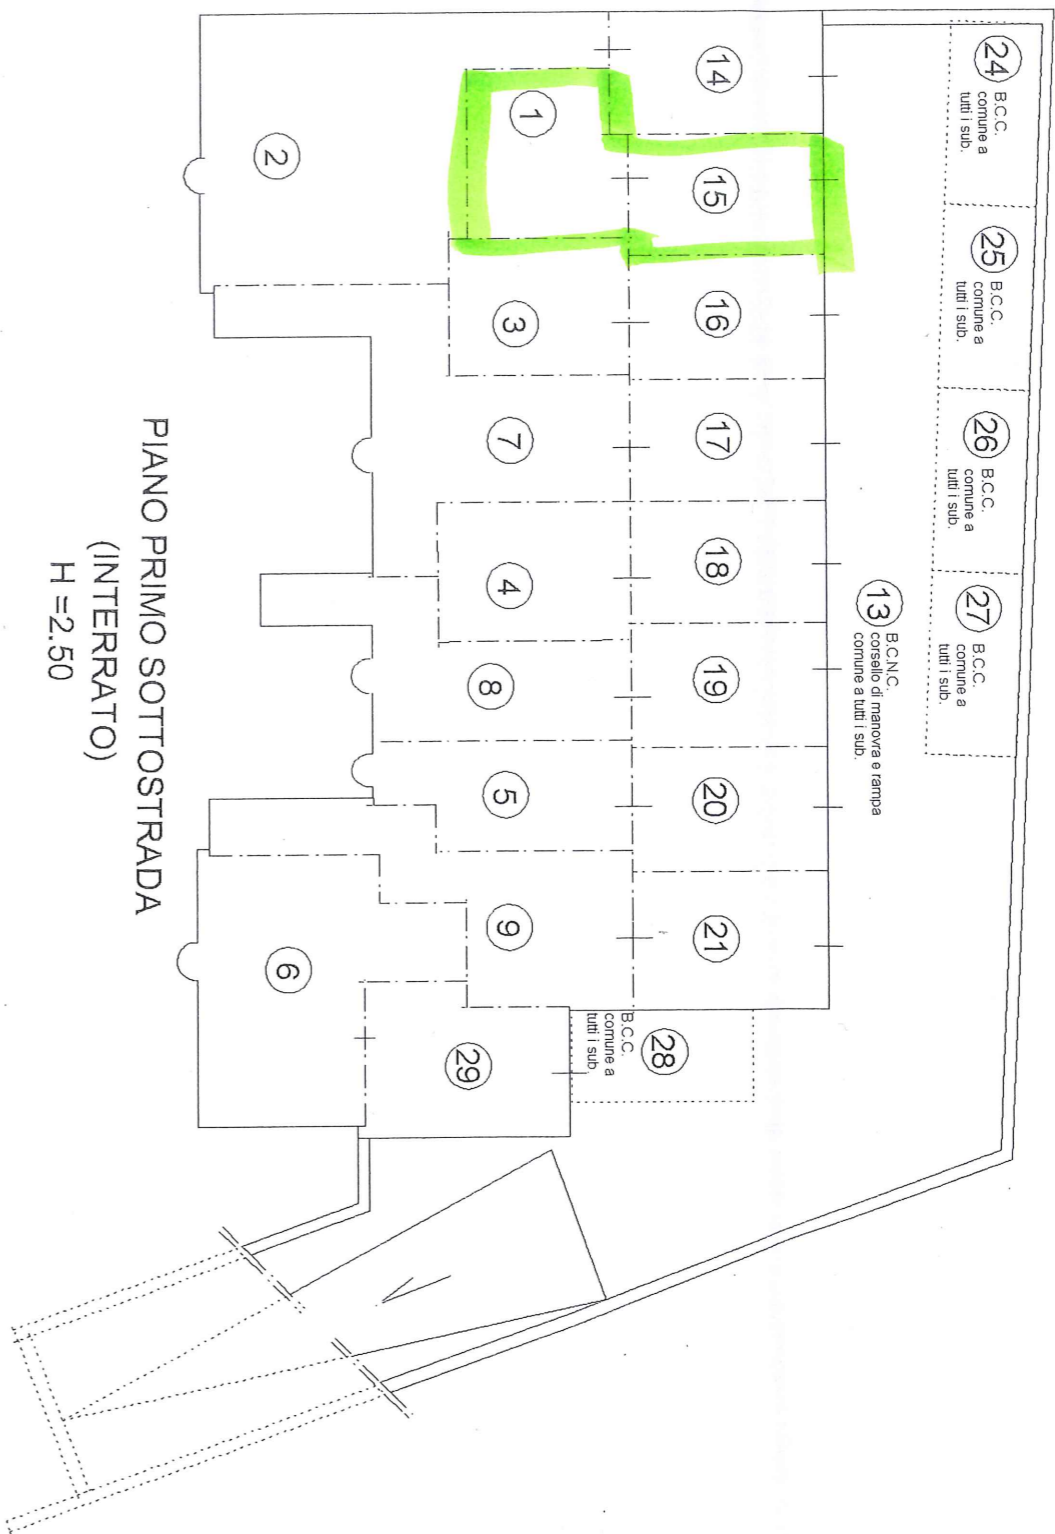 24
B.C.C.
comune a
tutti i sub.
25
B.C.C.
comune a
tutti i sub.
26
B.C.C.
comune a
tutti i sub.
27
B.C.C.
comune a
tutti i sub.
13
B.C.N.C.
corsello di manovra e rampa
comune a tutti i sub.
14
15
16
17
18
19
20
21
28
B.C.C.
comune a
tutti i sub
1
3
7
4
8
5
9
29
2
6
PIANO PRIMO SOTTOSTRADA
(INTERRATO)
H =2.50